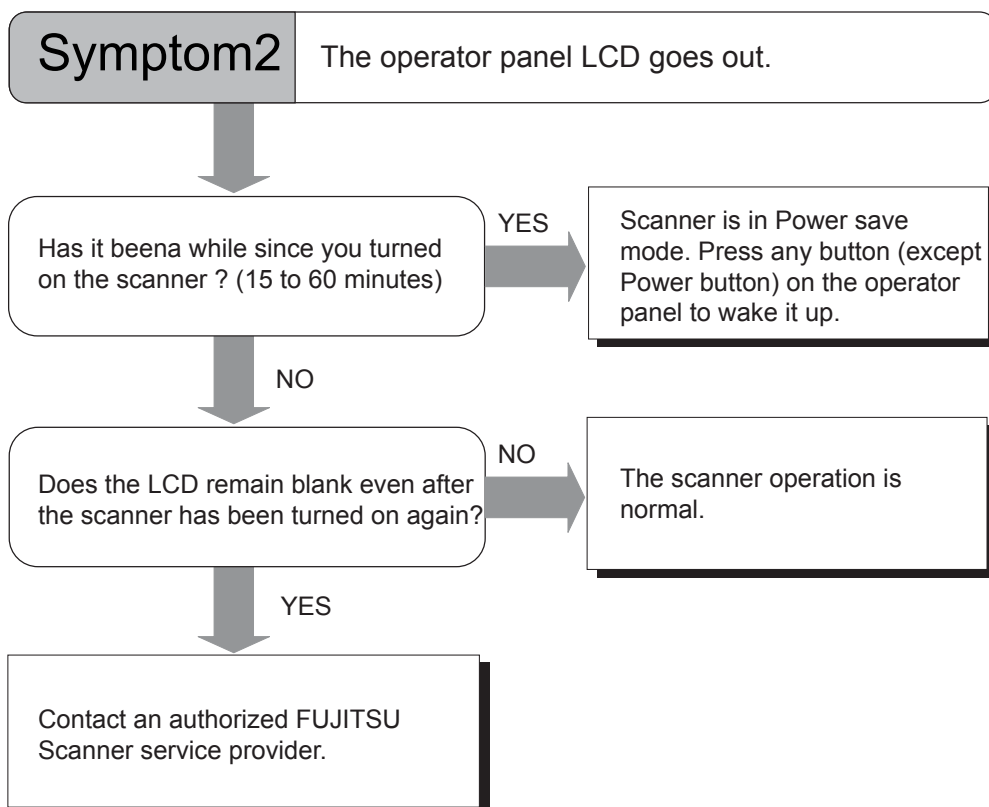 Symptom2
The operator panel LCD goes out.
Has it beena while since you turned
on the scanner ? (15 to 60 minutes)
YES
Scanner is in Power save
mode. Press any button (except
Power button) on the operator
panel to wake it up.
NO
Does the LCD remain blank even after
the scanner has been turned on again?
NO
The scanner operation is
normal.
YES
Contact an authorized FUJITSU
Scanner service provider.